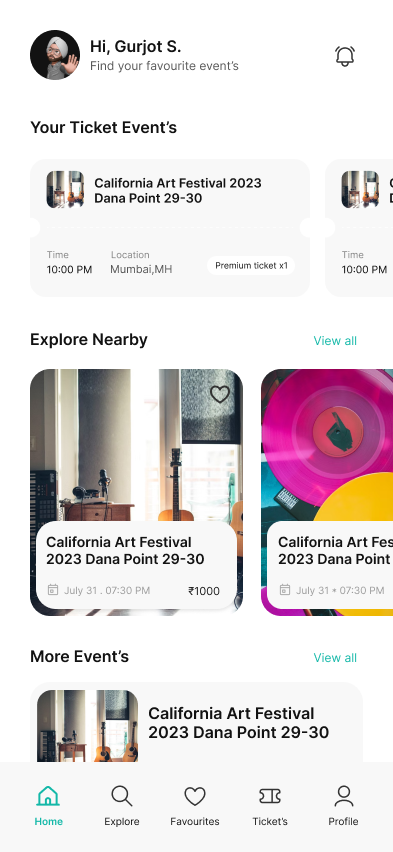 Hi, Gurjot S.
Find your favourite event's
Your Ticket Event's
California Art Festival 2023
Dana Point 29-30
Time
10:00 PM
Location
Mumbai,MH
Premium ticket x1
Time
10:00 PM
Explore Nearby
View all
California Art Festival
2023 Dana Point 29-30
July 31 . 07:30 PM
₹1000
California Art Fes
2023 Dana Point
July 31 • 07:30 PM
More Event's
View all
California Art Festival
2023 Dana Point 29-30
Home
Explore
Favourites
Ticket's
Profile